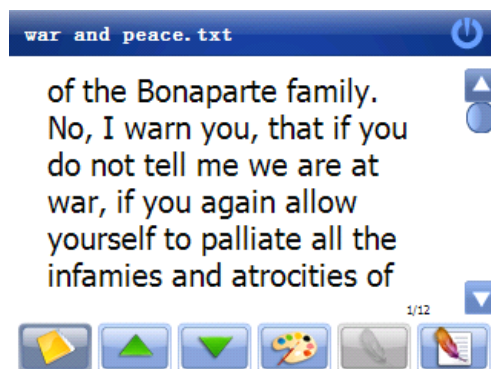 war and peace.txt
of the Bonaparte family.
No, I warn you, that if you
do not tell me we are at
war, if you again allow
yourself to palliate all the
infamies and atrocities of
1/12